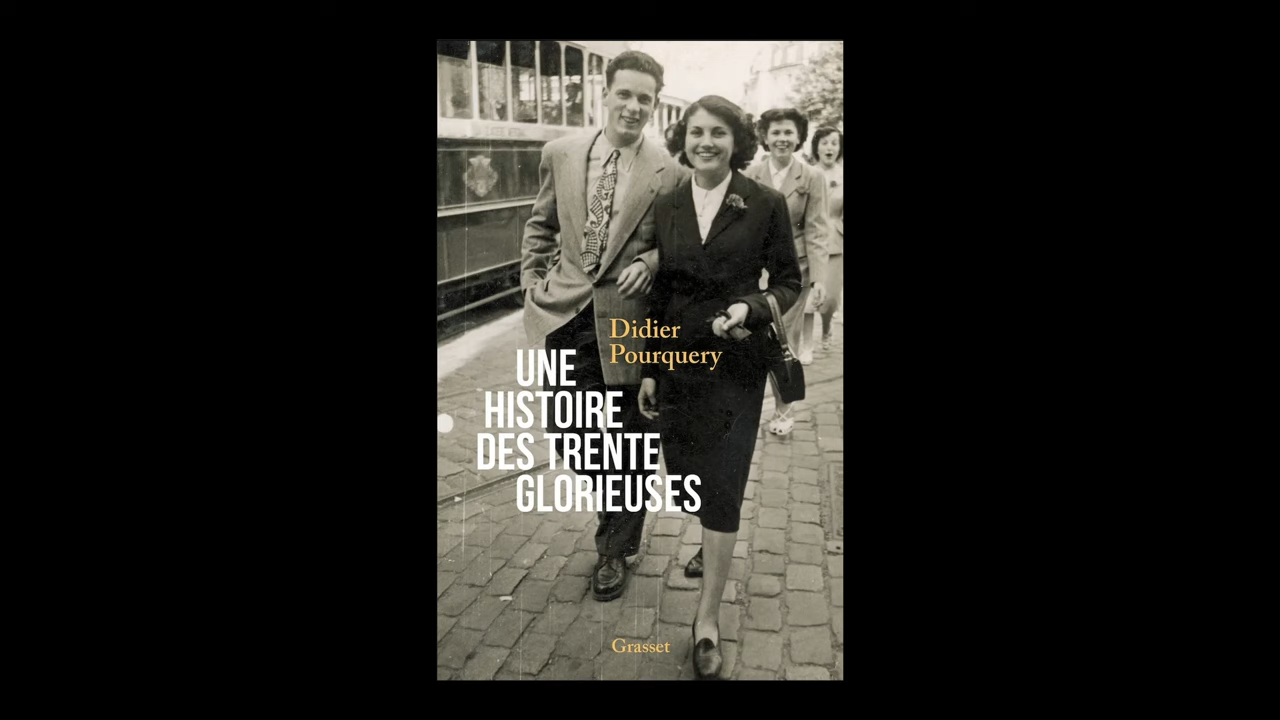 Didier
Pourquery
UNE
HISTOIRE
DES TRENTE
GLORIEUSES
Grasset